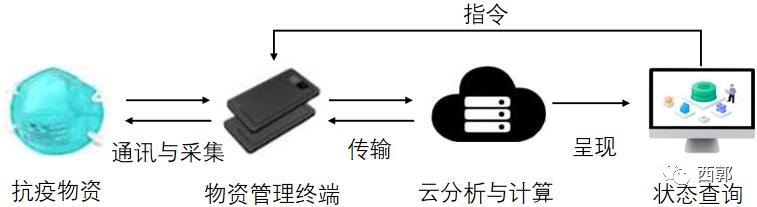 指令
通讯与采集
传输
呈现
西郭
抗疫物资
物资管理终端
云分析与计算
状态查询